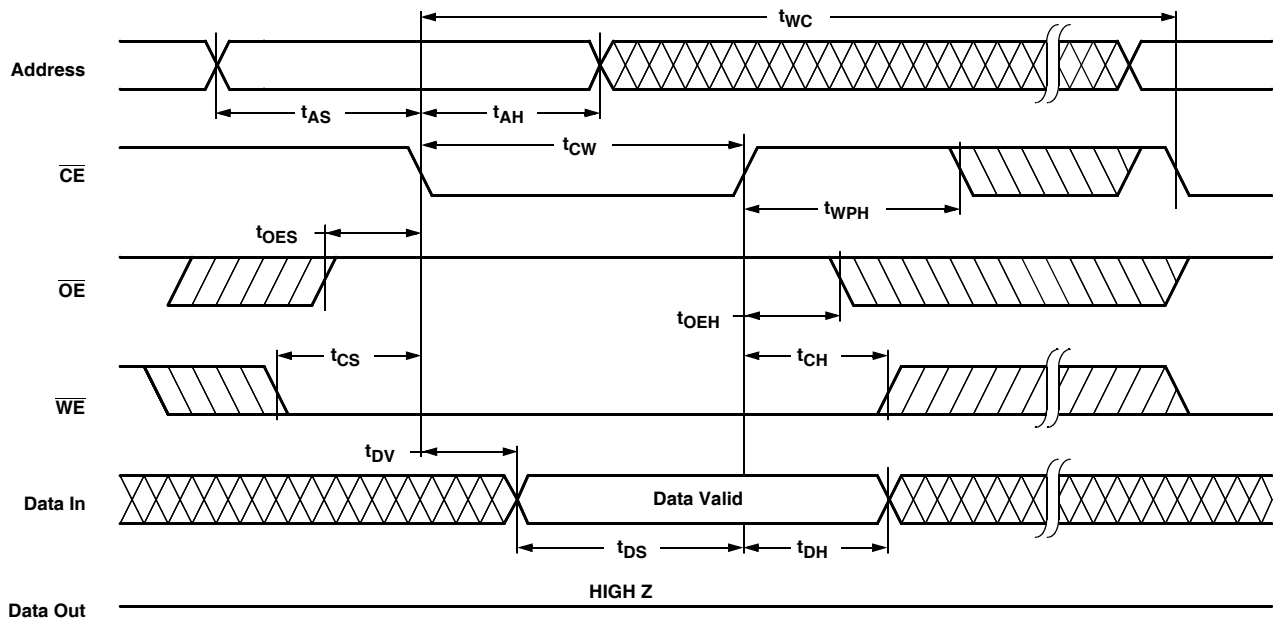 tWC
Address
tAS
tAH
CE
tCW
tWPH
tOES
OE
tOEH
tCS
tCH
WE
tDV
Data In
Data Valid
tDS
tDH
HIGH Z
Data Out